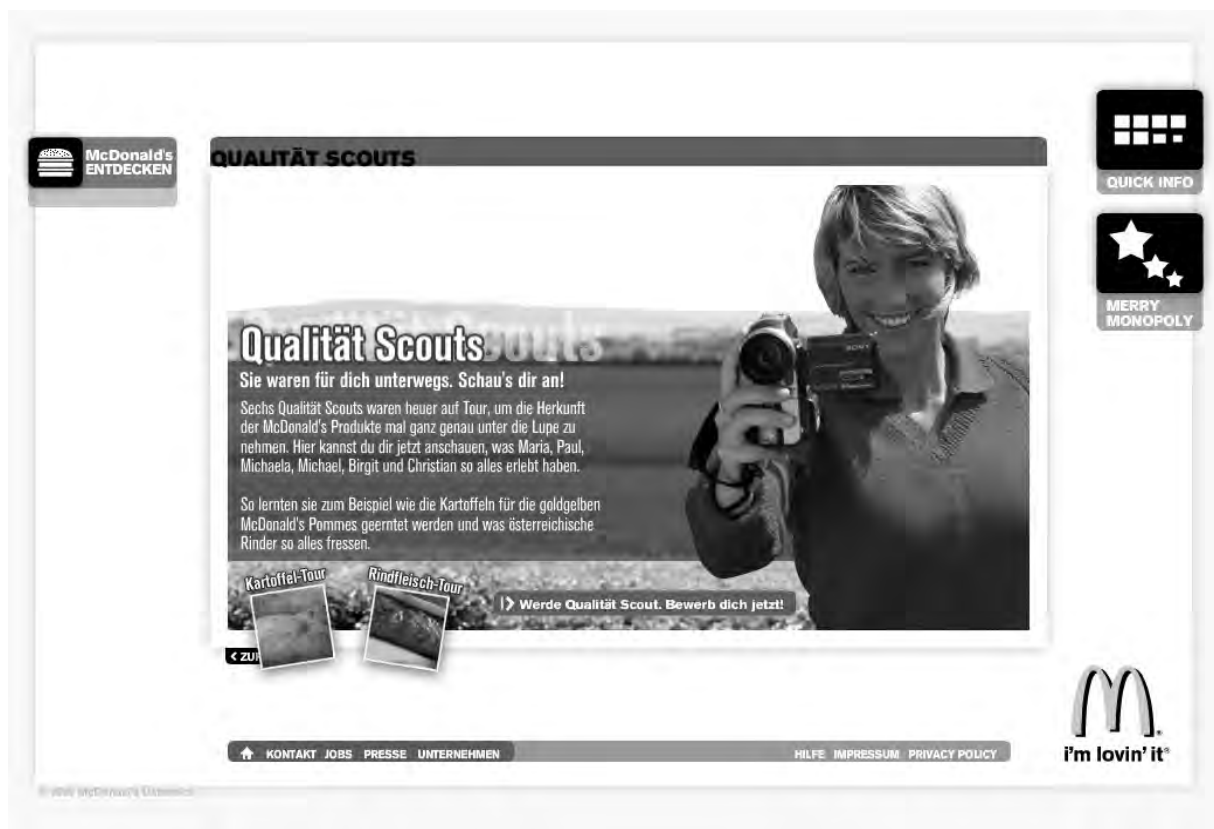 McDonald's
ENTDECKEN
QUALITÄT SCOUTS
QUICK INFO
MERRY
MONOPOLY
SONY
Qualität Scouts
Sie waren für dich unterwegs. Schau's dir an!
Sechs Qualität Scouts waren heuer auf Tour, um die Herkunft
der McDonald's Produkte mal ganz genau unter die Lupe zu
nehmen. Hier kannst du dir jetzt anschauen, was Maria, Paul,
Michaela, Michael, Birgit und Christian so alles erlebt haben.
So lernten sie zum Beispiel wie die Kartoffeln für die goldgelben
McDonald's Pommes geerntet werden und was österreichische
Rinder so alles fressen.
Kartoffel-Tour
Rindfleisch-Tour
Werde Qualität Scout. Bewerb dich jetzt!
KONTAKT JOBS PRESSE UNTERNEHMEN
HILFE IMPRESSUM PRIVACY POLICY
i'm lovin' it®